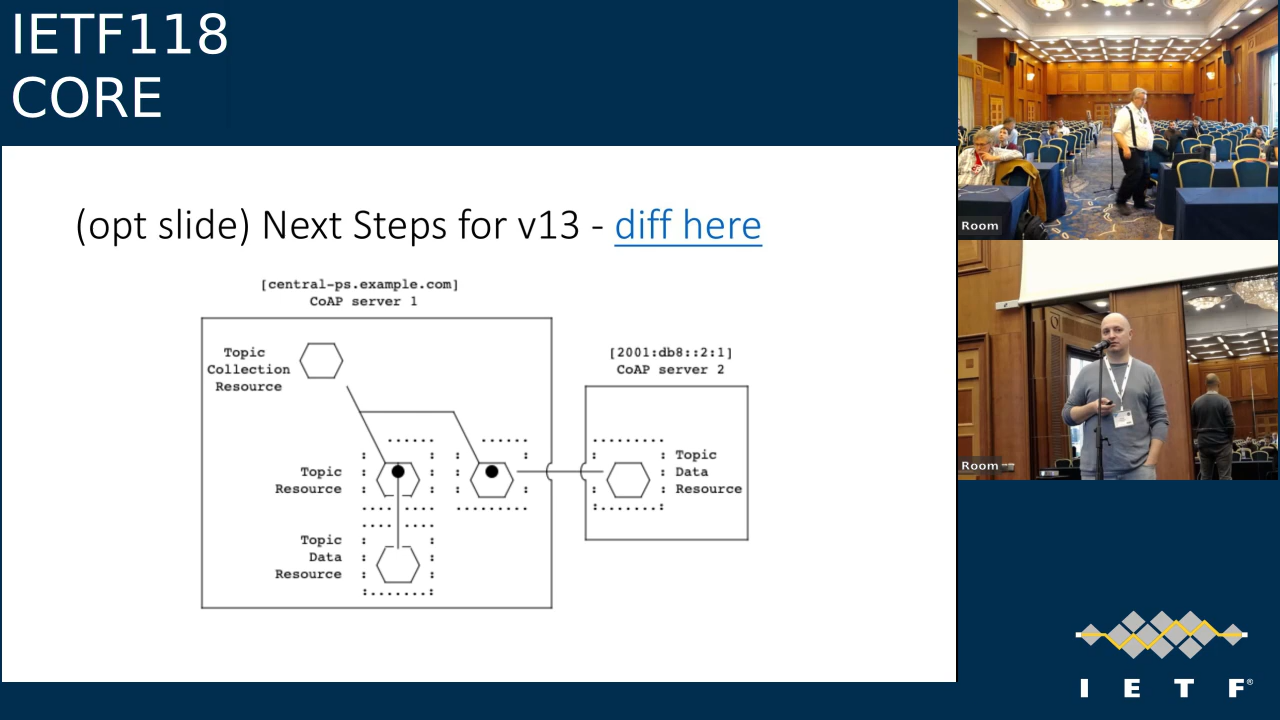 IETF118
CORE
(opt slide) Next Steps for v13 - diff here
[central-ps.example.com]
CoAP server 1
Topic
Collection
Resource
[2001:db8::2:1]
CoAP server 2
Topic
Resource
Topic
Data
Resource
Topic
Data
Resource
Room
Room
I E T F®